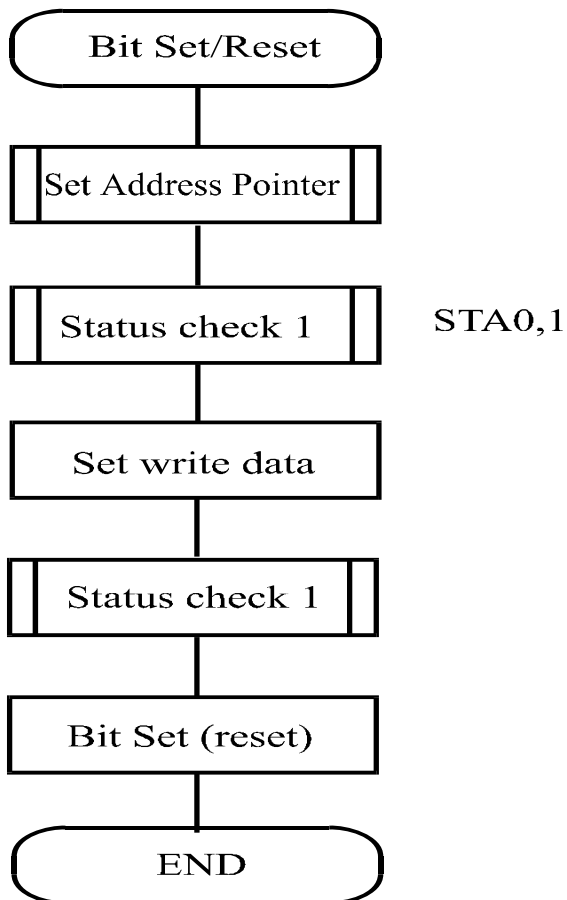 Bit Set/Reset
Set Address Pointer
Status check 1
STA0,1
Set write data
Status check 1
Bit Set (reset)
END